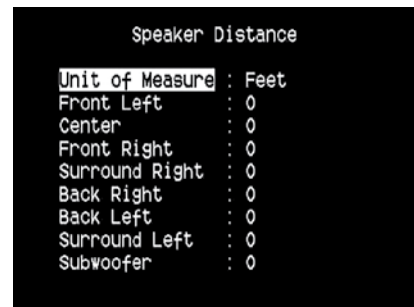 Speaker Distance
Unit of Measure : Feet
Front Left : 0
Center : 0
Front Right : 0
Surround Right : 0
Back Right : 0
Back Left : 0
Surround Left : 0
Subwoofer : 0